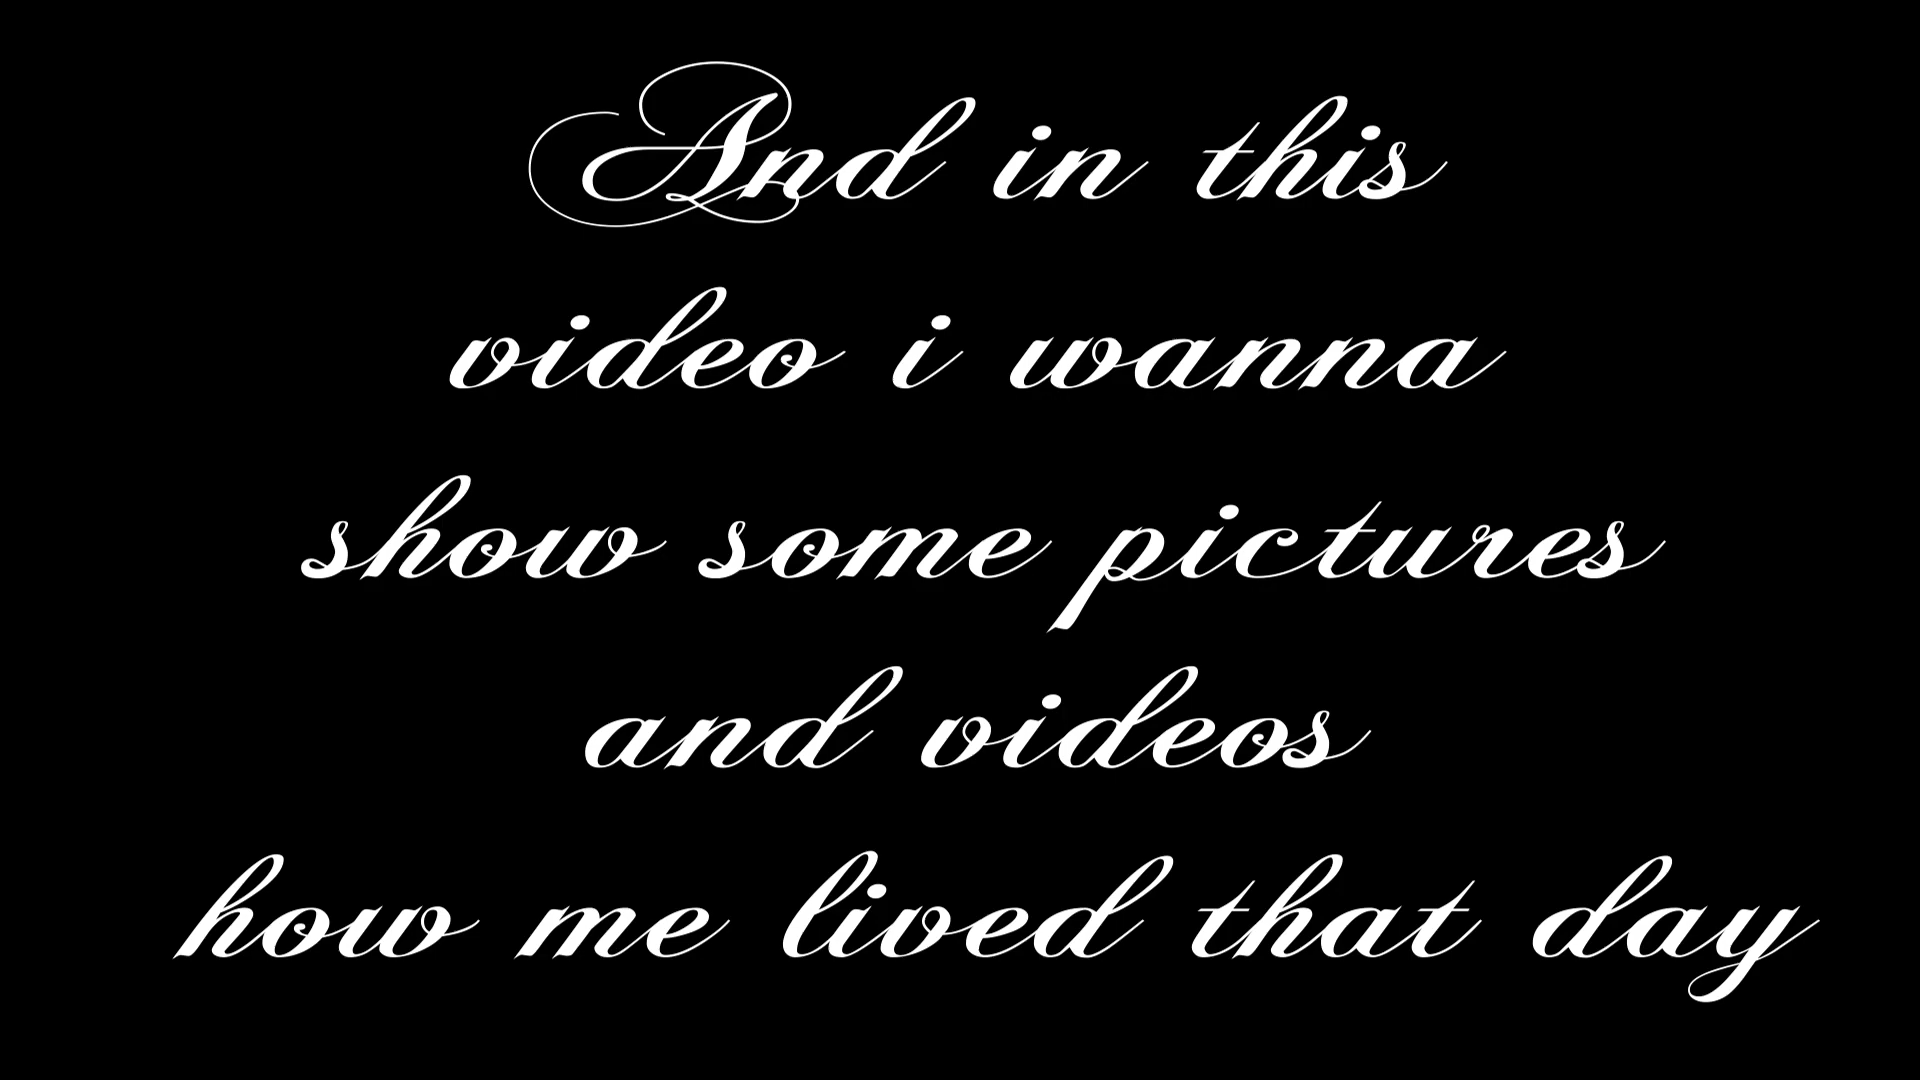 And in this
video i wanna
show some pictures
and videos
how me lived that day